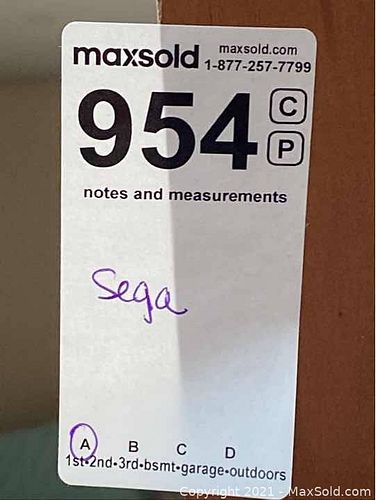 maxsold maxsold.com
1-877-257-7799
954 C
P
notes and measurements
Sega
A B C D
1st•2nd•3rd•bsmt•garage•outdoors
Copyright 2021 - MaxSold.com